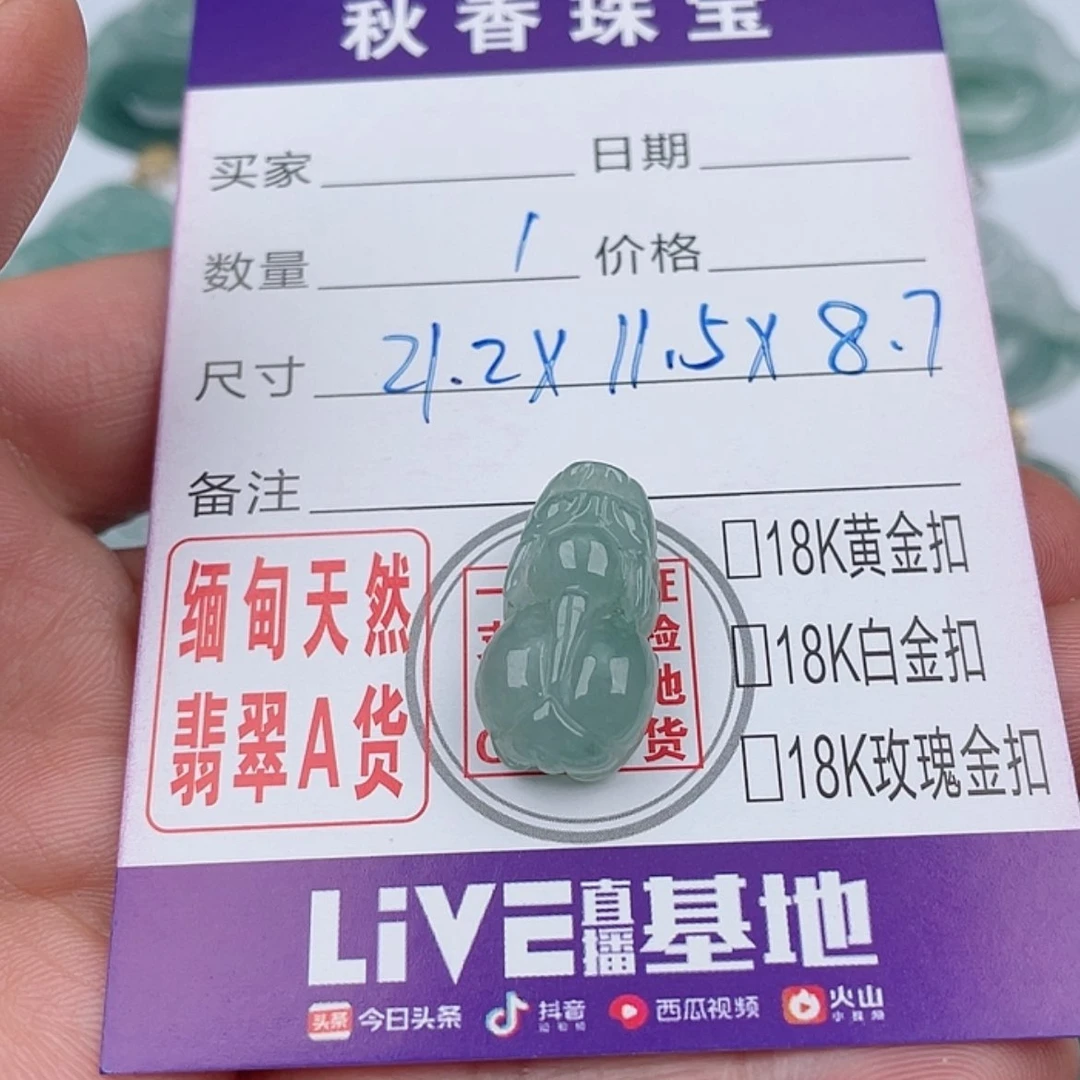 秋香珠宝
买家 日期
数量 1 价格
尺寸 21.2X11.5X8.7
备注
缅甸天然
翡翠A货
18K黄金扣
18K白金扣
18K玫瑰金扣
货
LiVE直播基地
头条 今日头条 抖音 西瓜视频 火山